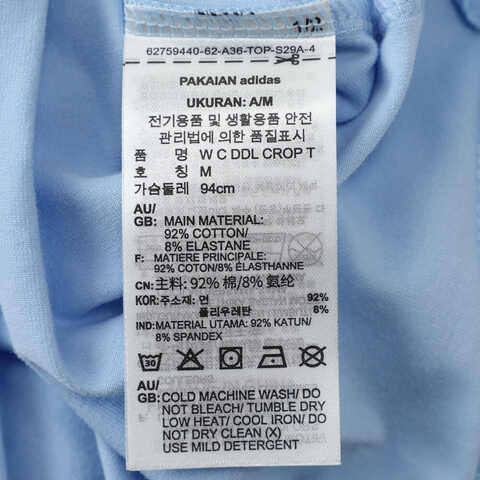 1/2
62759440-62-A36-TOP-S29A-4
PAKAIAN adidas
UKURAN: A/M
전기용품 및 생활용품 안전
관리법에 의한 품질표시
품 명 W C DDL CROP T
호 칭 M
가슴둘레 94cm
AU/
GB: MAIN MATERIAL:
92% COTTON/
8% ELASTANE
F: MATIERE PRINCIPALE:
92% COTON/8% ÉLASTHANNE
CN: 主料: 92% 棉/8% 氨纶
KOR: 주소재: 면 92%
폴리우레탄 8%
IND: MATERIAL UTAMA: 92% KATUN/
8% SPANDEX
30
AU/
GB: COLD MACHINE WASH/ DO
NOT BLEACH/ TUMBLE DRY
LOW HEAT/ COOL IRON/ DO
NOT DRY CLEAN (X)
USE MILD DETERGENT